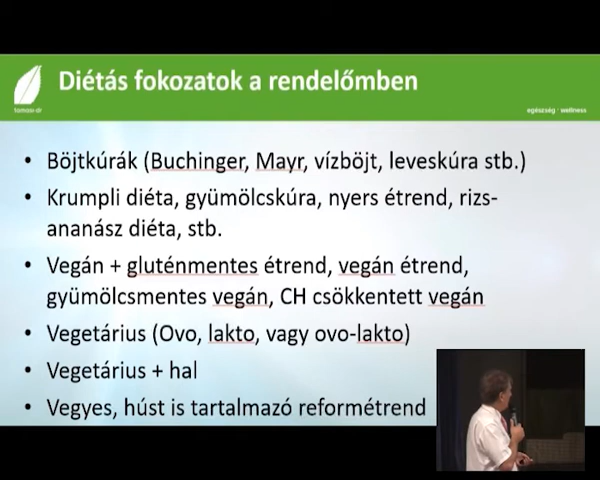 Diétás fokozatok a rendelőmben
tamasi dr
egészség · wellness
• Böjtkúrák (Buchinger, Mayr, vízböjt, leveskúra stb.)
• Krumpli diéta, gyümölcskúra, nyers étrend, rizs-
ananász diéta, stb.
• Vegán + gluténmentes étrend, vegán étrend,
gyümölcsmentes vegán, CH csökkentett vegán
• Vegetárius (Ovo, lakto, vagy ovo-lakto)
• Vegetárius + hal
• Vegyes, húst is tartalmazó reformétrend